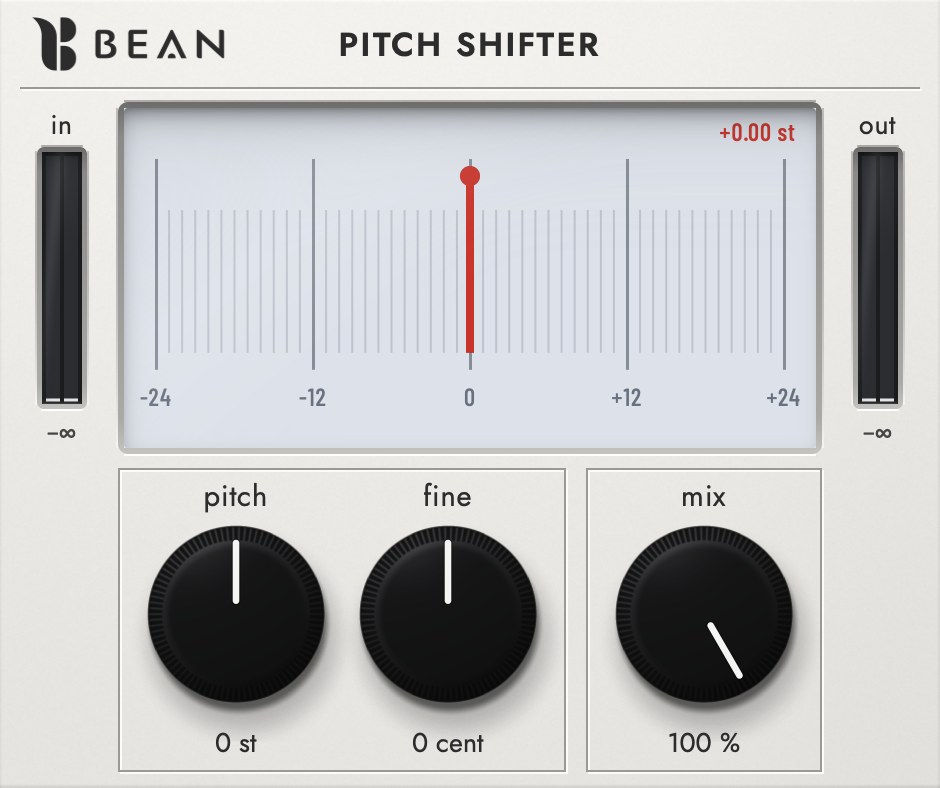 BEAN
PITCH SHIFTER
in
out
+0.00 st
-24
-12
0
+12
+24
−∞
−∞
pitch
fine
mix
0 st
0 cent
100 %